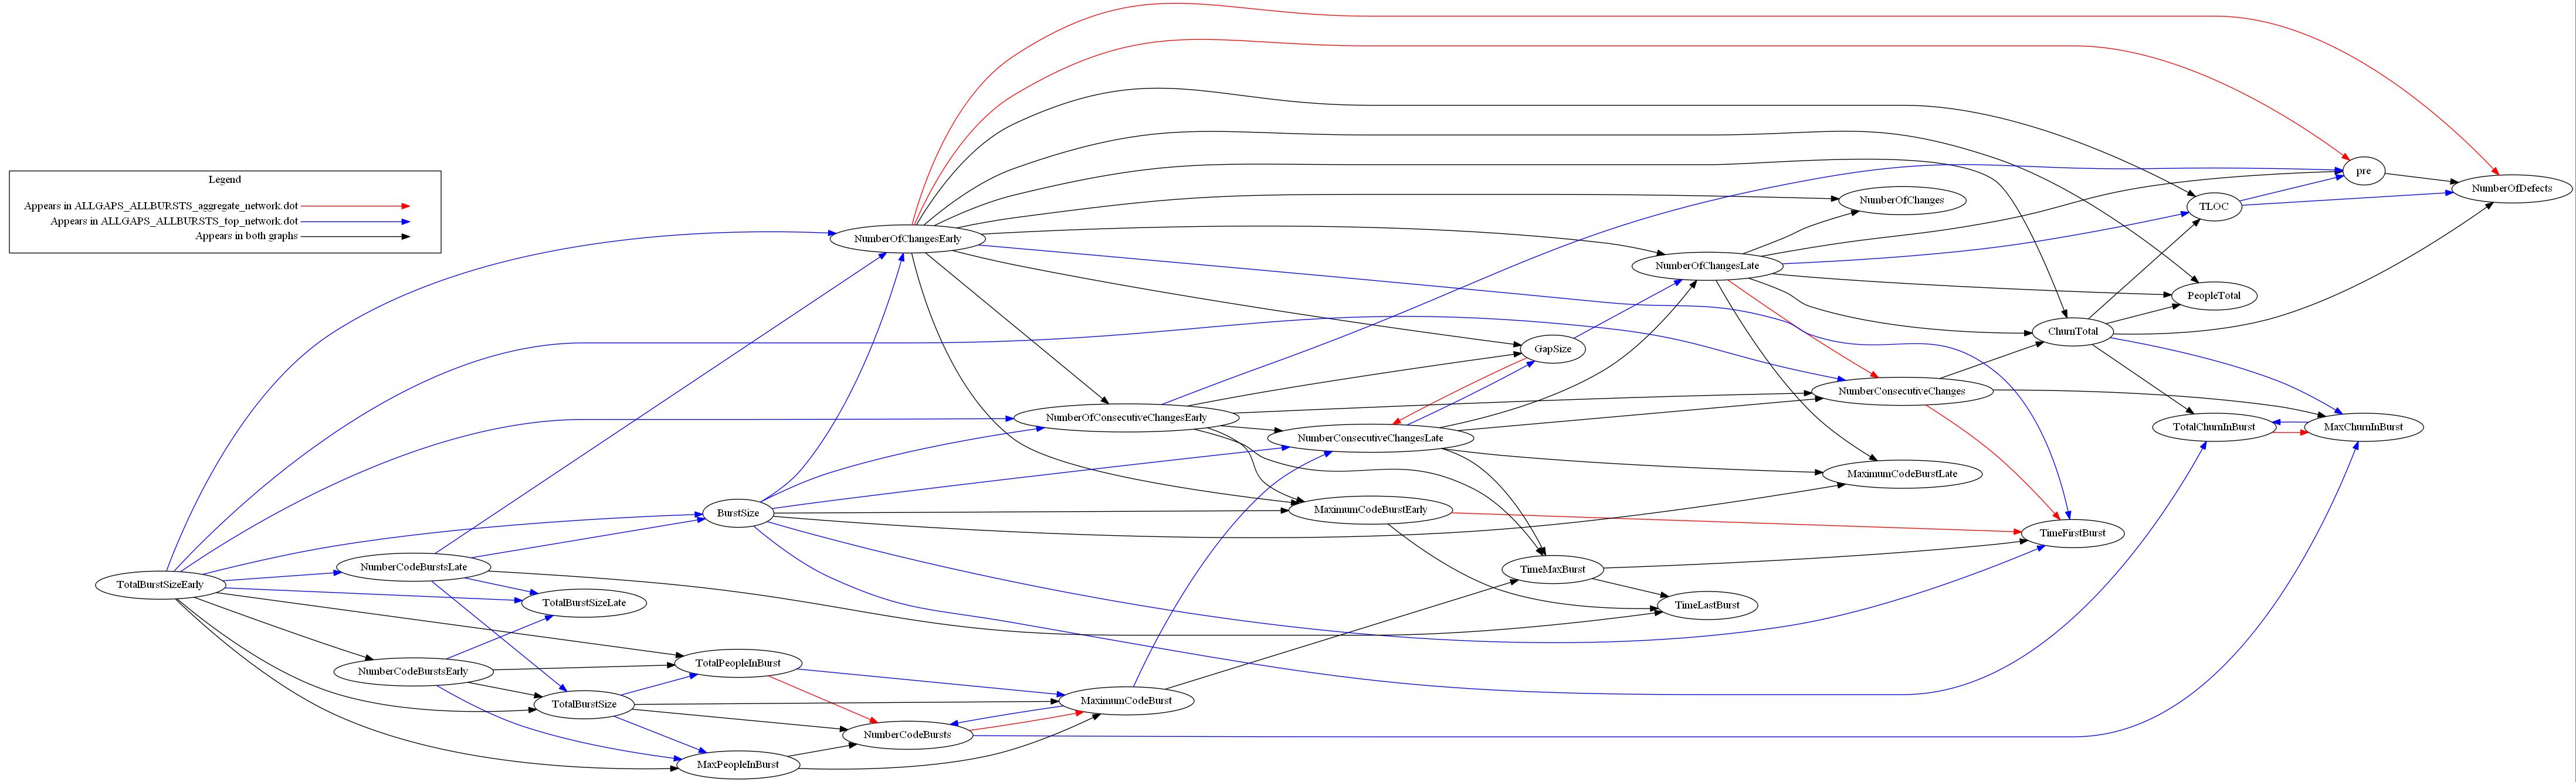 Legend
Appears in ALLGAPS_ALLBURSTS_aggregate_network.dot
Appears in ALLGAPS_ALLBURSTS_top_network.dot
Appears in both graphs
pre
NumberOfDefects
NumberOfChanges
TLOC
NumberOfChangesEarly
NumberOfChangesLate
PeopleTotal
ChurnTotal
GapSize
NumberConsecutiveChanges
NumberOfConsecutiveChangesEarly
NumberConsecutiveChangesLate
TotalChurnInBurst
MaxChurnInBurst
MaximumCodeBurstLate
BurstSize
MaximumCodeBurstEarly
TimeFirstBurst
NumberCodeBurstsLate
TimeMaxBurst
TotalBurstSizeEarly
TotalBurstSizeLate
TimeLastBurst
NumberCodeBurstsEarly
TotalPeopleInBurst
TotalBurstSize
MaximumCodeBurst
NumberCodeBursts
MaxPeopleInBurst